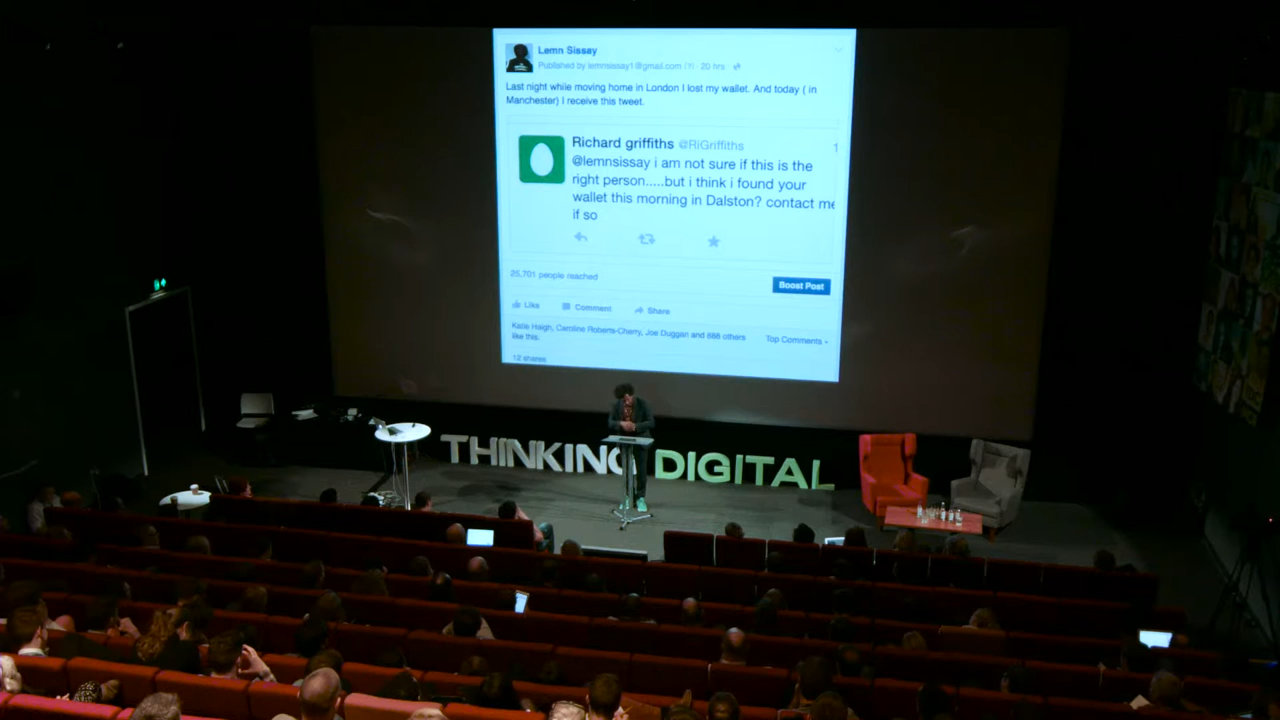 Lemn Sissay
Published by lemnsissay1@gmail.com [?] · 20 hrs ·
Last night while moving home in London I lost my wallet. And today ( in
Manchester) I receive this tweet.
Richard griffiths @RiGriffiths
1
@lemnsissay i am not sure if this is the
right person.....but i think i found your
wallet this morning in Dalston? contact me
if so
25,701 people reached
Boost Post
Like Comment Share
Katie Haigh, Caroline Roberts-Cherry, Joe Duggan and 688 others
like this.
Top Comments
12 shares
THINKING DIGITAL